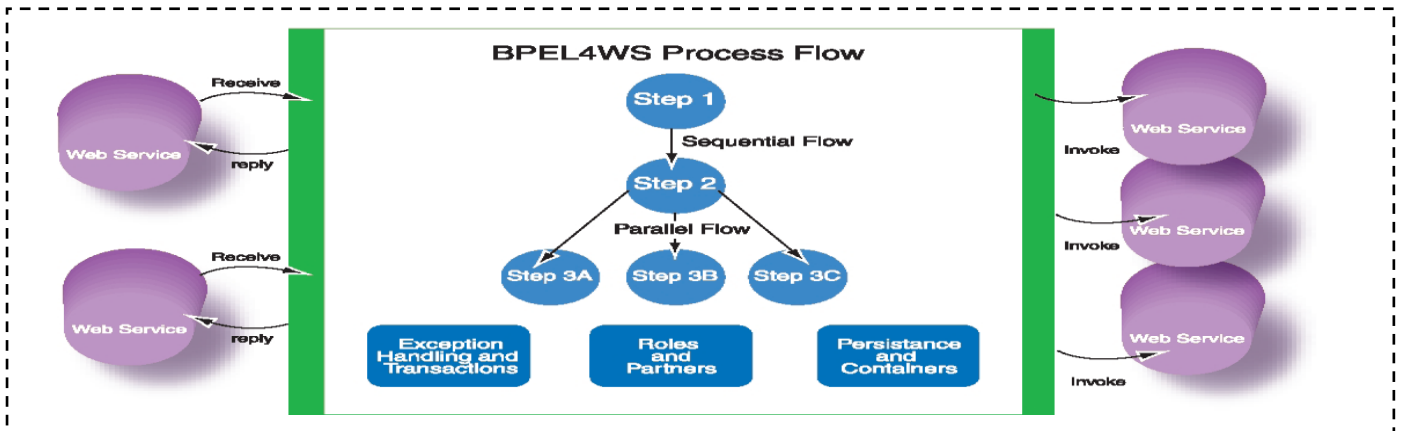 BPEL4WS Process Flow
Receive
Web Service
reply
Receive
Web Service
reply
Step 1
Sequential Flow
Step 2
Parallel Flow
Step 3A
Step 3B
Step 3C
Exception
Handling and
Transactions
Roles
and
Partners
Persistance
and
Containers
Web Service
Invoke
Web Service
Invoke
Web Service
Invoke